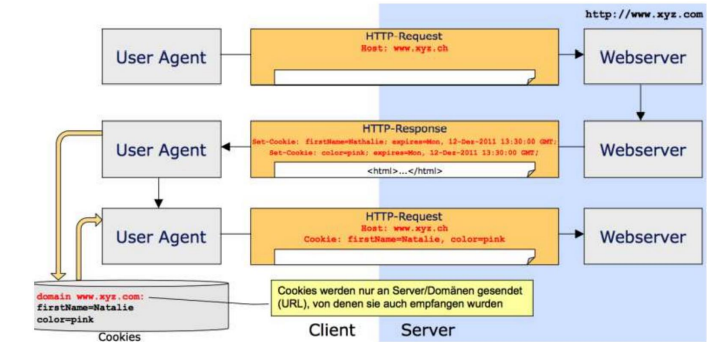 http://www.xyz.com
User Agent
HTTP-Request
Host: www.xyz.ch
Webserver
User Agent
HTTP-Response
Set-Cookie: firstName=Nathalie; expires=Mon, 12-Dez-2011 13:30:00 GMT;
Set-Cookie: color=pink; expires=Mon, 12-Dez-2011 13:30:00 GMT;
<html>...</html>
Webserver
User Agent
HTTP-Request
Host: www.xyz.ch
Cookie: firstName=Natalie, color=pink
Webserver
domain www.xyz.com:
firstName=Natalie
color=pink
Cookies
Cookies werden nur an Server/Domänen gesendet
(URL), von denen sie auch empfangen wurden
Client Server